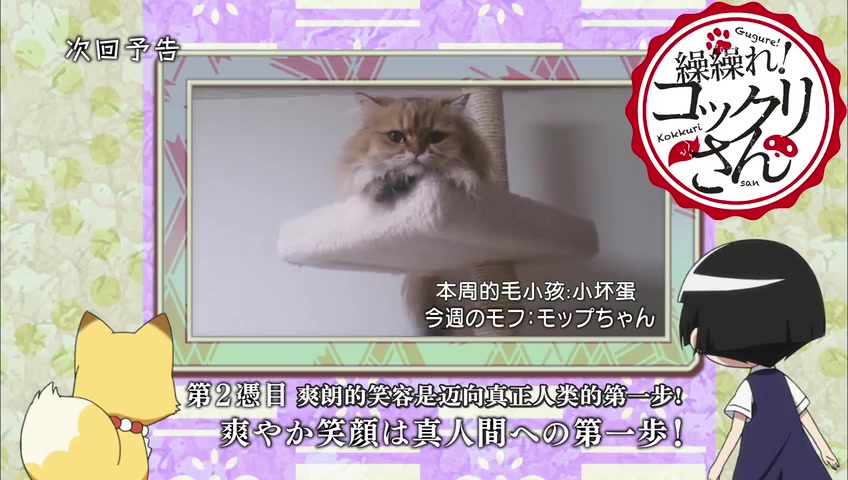 次回予告
Gugure!
繰繰れ!
コックリ
Kokkuri
さん
san
本周的毛小孩:小坏蛋
今週のモフ:モップちゃん
第2憑目 爽朗的笑容是迈向真正人类的第一步!
爽やか笑顔は真人間への第一歩!